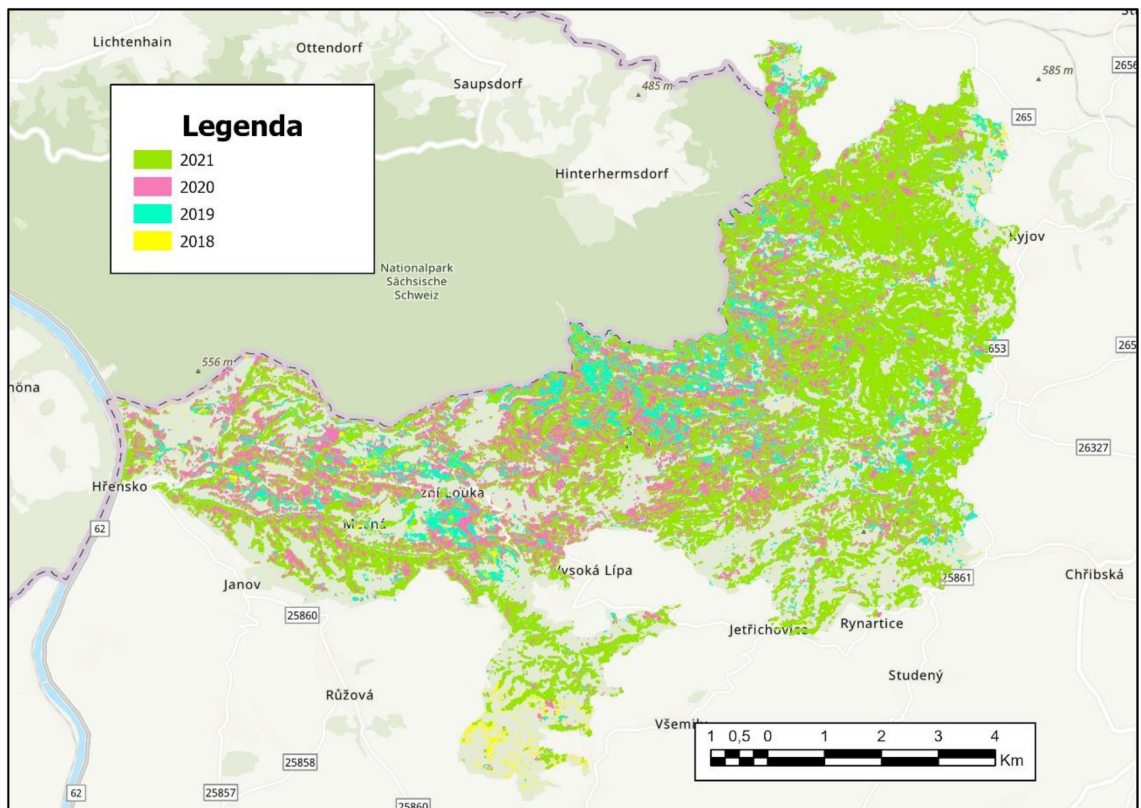 Lichtenhain
Ottendorf
Saupsdorf
485 m
585 m
265
Legenda
2021
2020
2019
2018
Hinterhermsdorf
Nationalpark
Sächsische
Schweiz
Kyjov
556 m
653
265
26327
Hřensko
62
Mezná
Janov
25860
Vysoká Lípa
25861
Chřibská
Jetřichovice
Rynartice
Studený
Růžová
Všemily
25858
62
25857
25860
1 0,5 0 1 2 3 4
Km